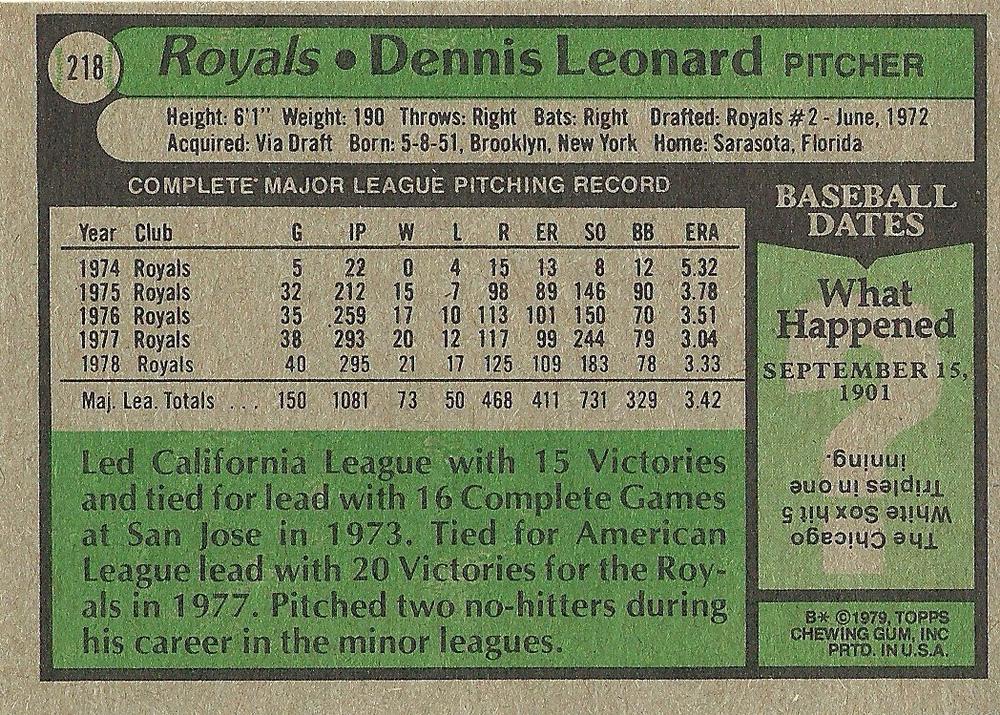 218
Royals • Dennis Leonard PITCHER
Height: 6'1" Weight: 190 Throws: Right Bats: Right Drafted: Royals #2 - June, 1972
Acquired: Via Draft Born: 5-8-51, Brooklyn, New York Home: Sarasota, Florida
COMPLETE MAJOR LEAGUE PITCHING RECORD
Year Club G IP W L R ER SO BB ERA
1974 Royals 5 22 0 4 15 13 8 12 5.32
1975 Royals 32 212 15 7 98 89 146 90 3.78
1976 Royals 35 259 17 10 113 101 150 70 3.51
1977 Royals 38 293 20 12 117 99 244 79 3.04
1978 Royals 40 295 21 17 125 109 183 78 3.33
Maj. Lea. Totals ... 150 1081 73 50 468 411 731 329 3.42
Led California League with 15 Victories
and tied for lead with 16 Complete Games
at San Jose in 1973. Tied for American
League lead with 20 Victories for the Roy-
als in 1977. Pitched two no-hitters during
his career in the minor leagues.
BASEBALL
DATES
What
Happened
SEPTEMBER 15,
1901
?
The Chicago
White Sox hit 5
Triples in one
inning.
B* ©1979, TOPPS
CHEWING GUM, INC
PRTD. IN U.S.A.